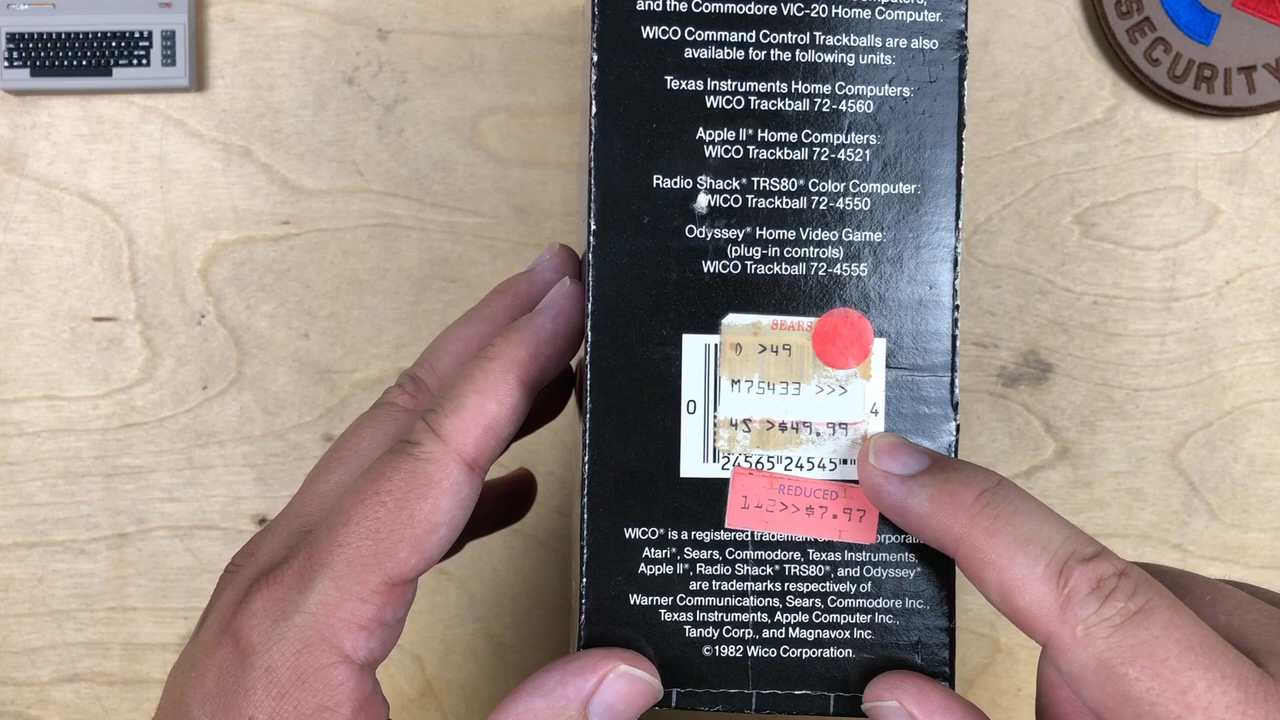 and the Commodore VIC-20 Home Computer.
WICO Command Control Trackballs are also
available for the following units:
Texas Instruments Home Computers:
WICO Trackball 72-4560
Apple II® Home Computers:
WICO Trackball 72-4521
Radio Shack® TRS80® Color Computer:
WICO Trackball 72-4550
Odyssey® Home Video Game:
(plug-in controls)
WICO Trackball 72-4555
SEARS
D >49
M75433 >>>
4S >$49.99
0 24565 24545 4
REDUCED
>>$7.97
WICO® is a registered trademark
Atari®, Sears, Commodore, Texas Instruments,
Apple II®, Radio Shack® TRS80®, and Odyssey®
are trademarks respectively of
Warner Communications, Sears, Commodore Inc.,
Texas Instruments, Apple Computer Inc.,
Tandy Corp., and Magnavox Inc.
©1982 Wico Corporation.
SECURITY